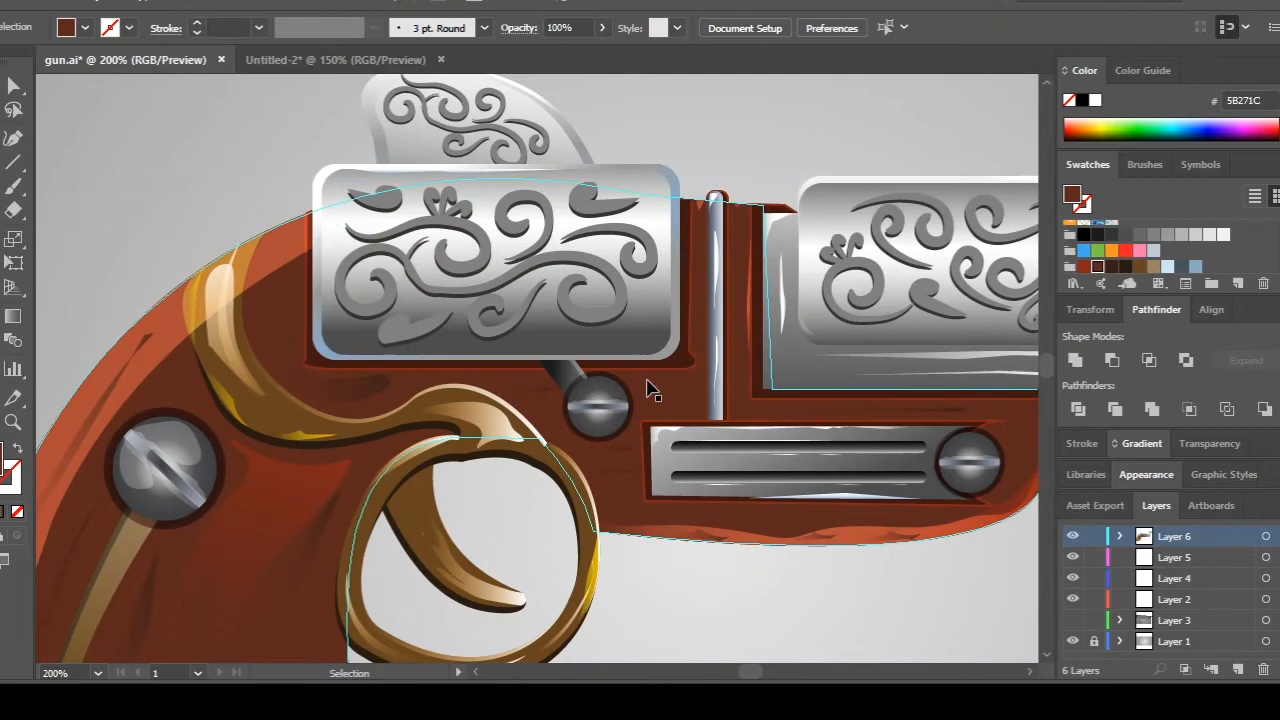 election
Stroke:
3 pt. Round
Opacity: 100%
Style:
Document Setup
Preferences
gun.ai* @ 200% (RGB/Preview) ×
Untitled-2* @ 150% (RGB/Preview) ×
Color
Color Guide
# 5B271C
Swatches
Brushes
Symbols
Transform
Pathfinder
Align
Shape Modes:
Expand
Pathfinders:
Stroke
Gradient
Transparency
Libraries
Appearance
Graphic Styles
Asset Export
Layers
Artboards
Layer 6
Layer 5
Layer 4
Layer 2
Layer 3
Layer 1
6 Layers
200%
1
Selection